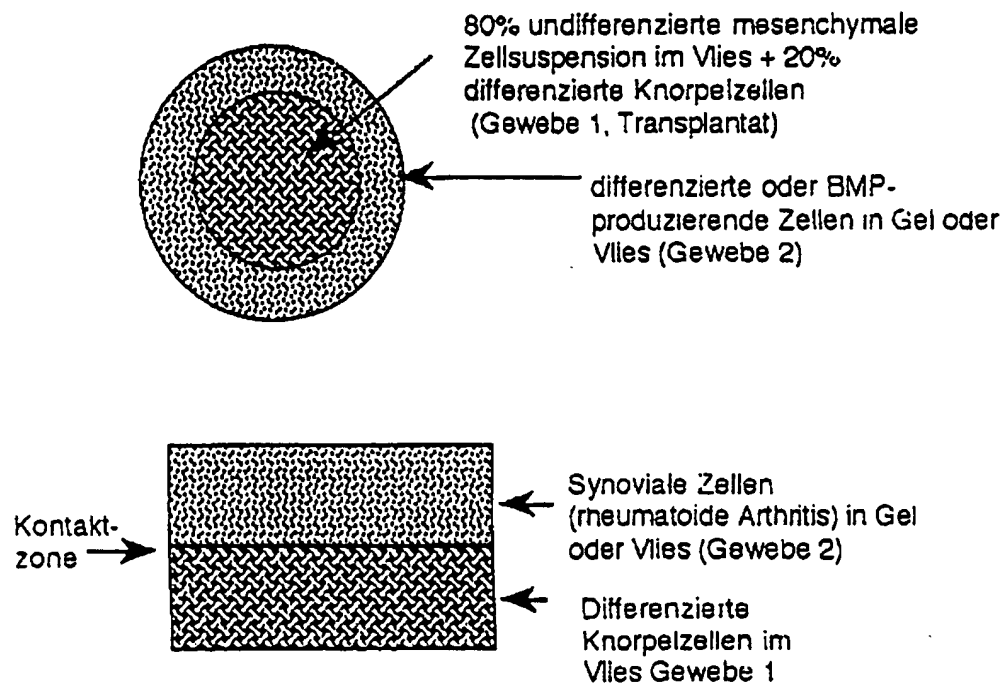 80% undifferenzierte mesenchymale
Zellsuspension im Vlies + 20%
differenzierte Knorpelzellen
(Gewebe 1, Transplantat)
differenzierte oder BMP-
produzierende Zellen in Gel oder
Vlies (Gewebe 2)
Kontakt-
zone
Synoviale Zellen
(rheumatoide Arthritis) in Gel
oder Vlies (Gewebe 2)
Differenzierte
Knorpelzellen im
Vlies Gewebe 1